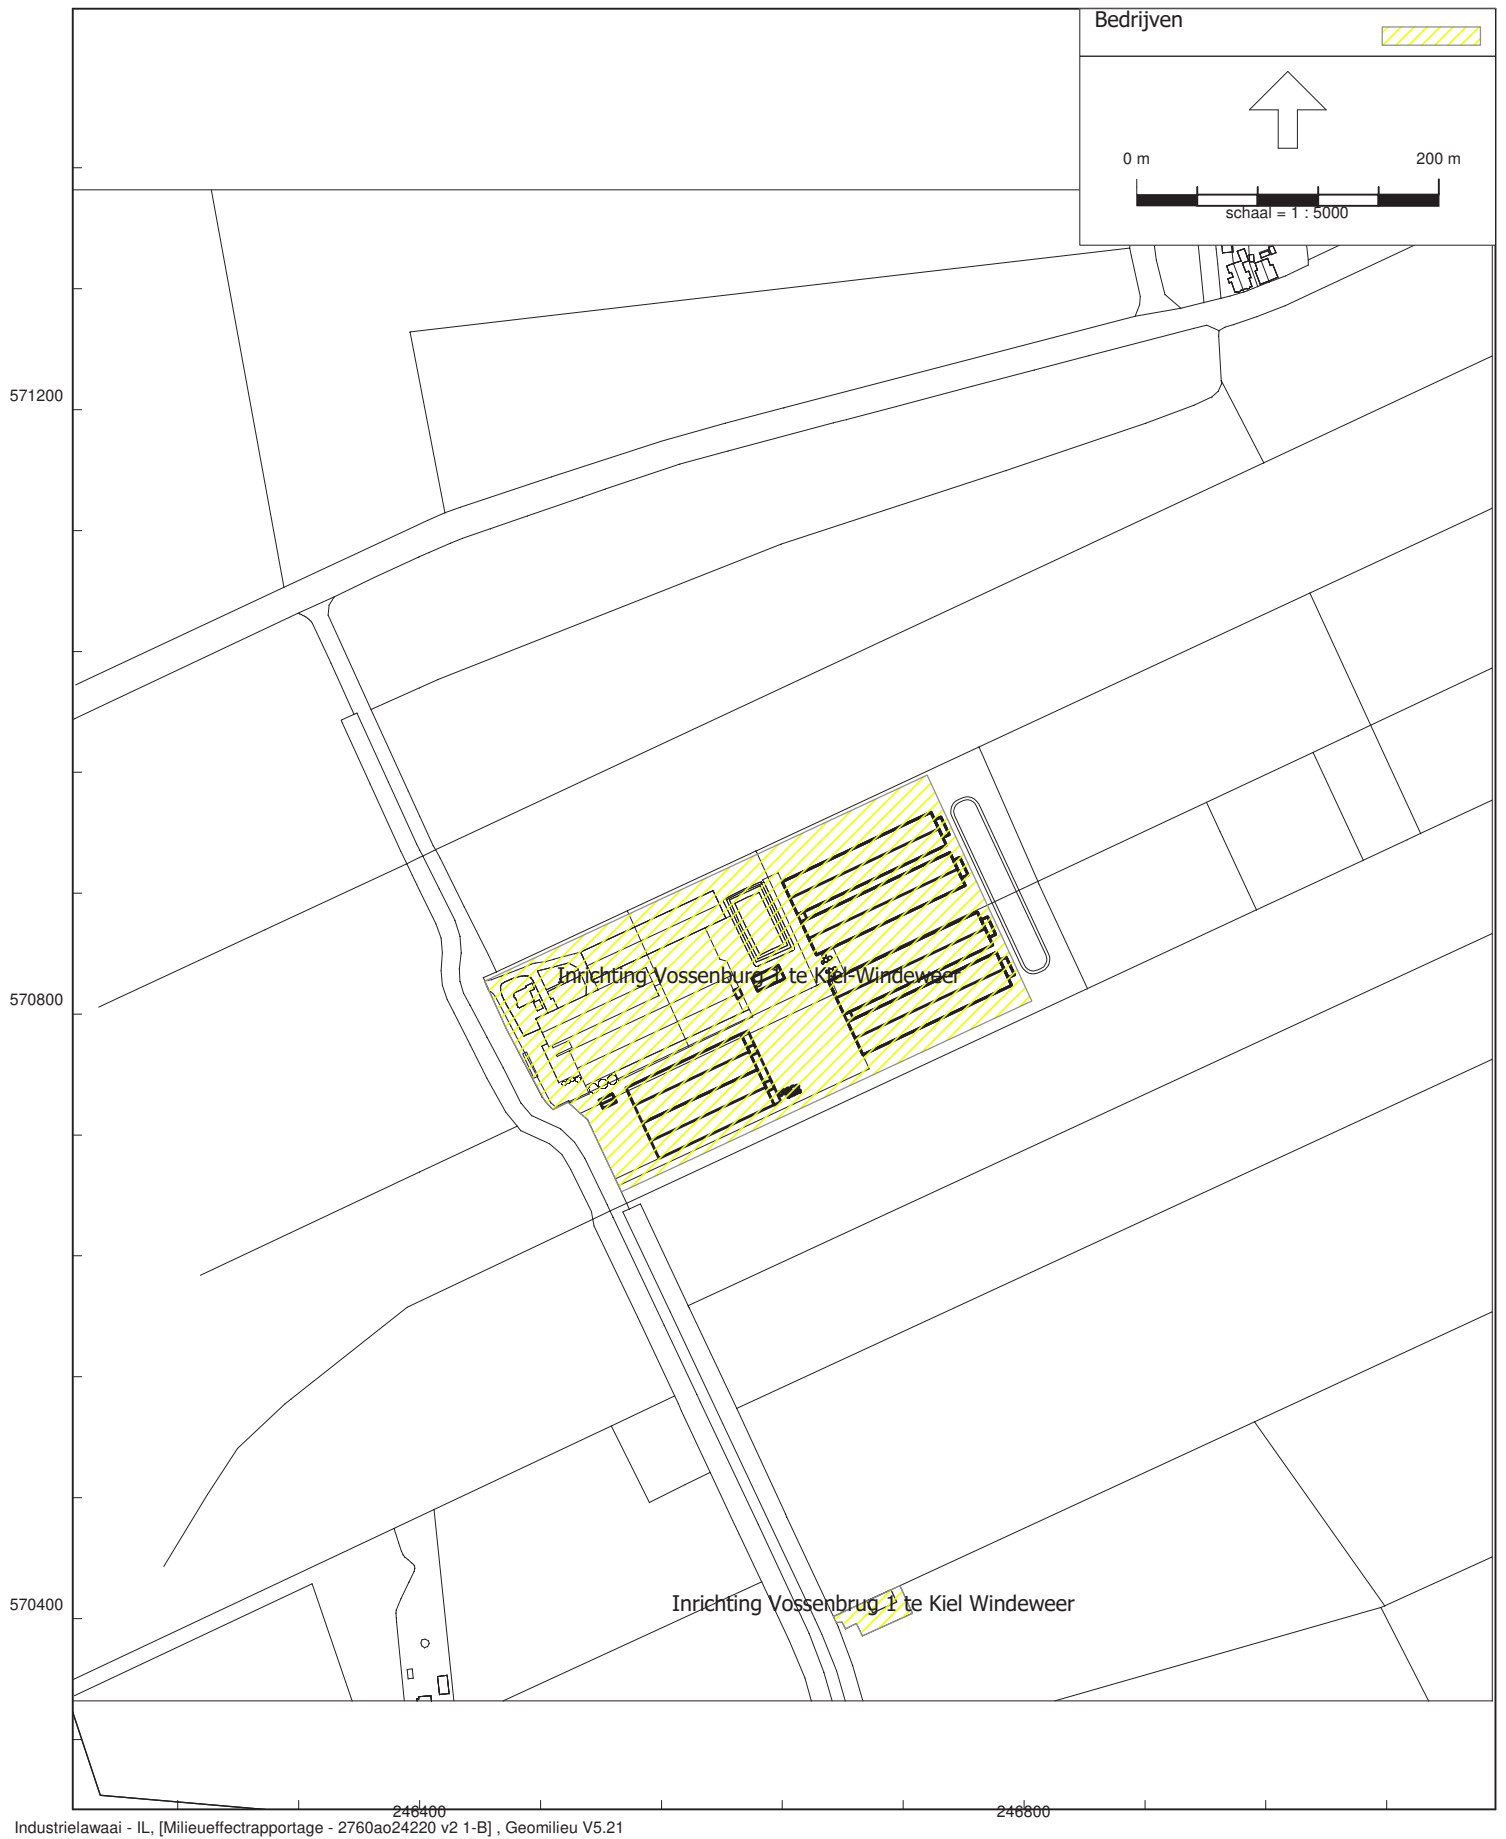 Bedrijven
0 m 200 m
schaal = 1 : 5000
571200
570800
Inrichting Vossenburg 1 te Kiel-Windeweer
570400
Inrichting Vossenbrug 1 te Kiel Windeweer
246400 246800
Industrielawaai - IL, [Milieueffectrapportage - 2760ao24220 v2 1-B] , Geomilieu V5.21